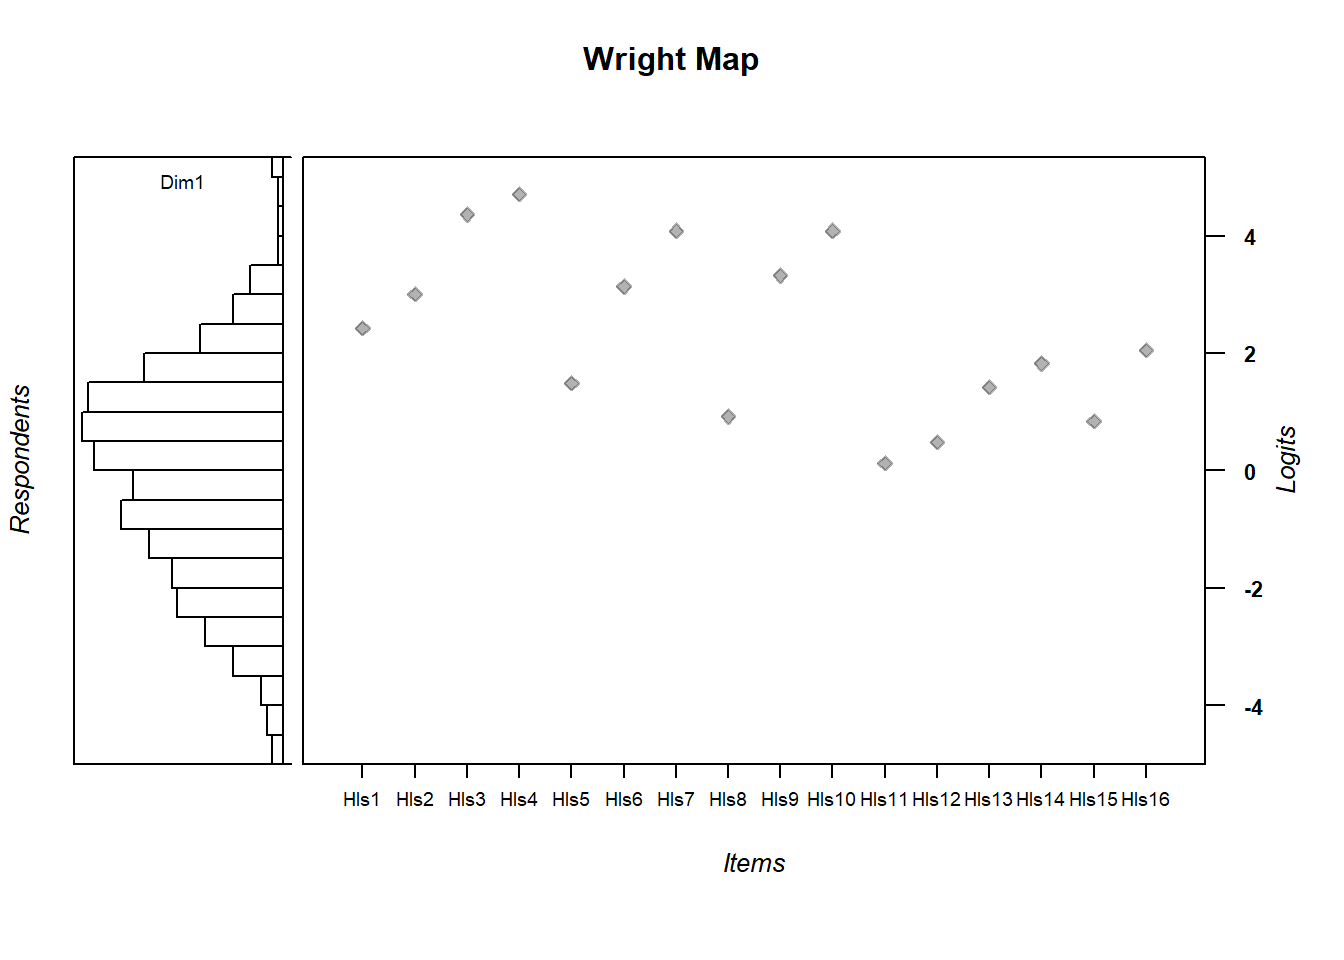 Wright Map
Dim1
Respondents
4
2
0
-2
-4
Logits
Hls1 Hls2 Hls3 Hls4 Hls5 Hls6 Hls7 Hls8 Hls9 Hls10 Hls11 Hls12 Hls13 Hls14 Hls15 Hls16
Items